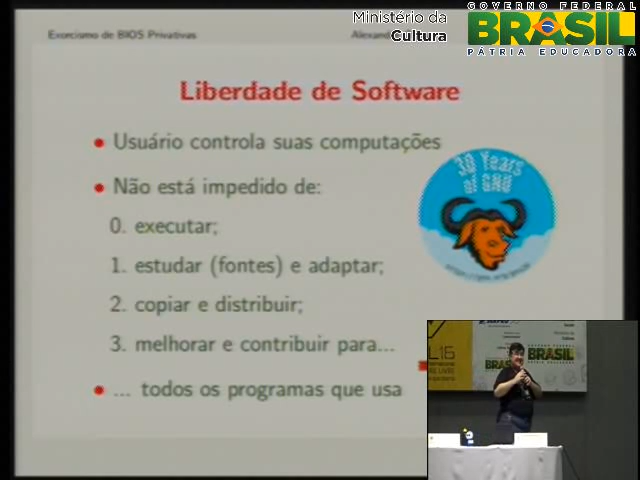 Exorcismo de BIOS Privativas
Ministério da
Cultura
GOVERNO FEDERAL
BRASIL
PÁTRIA EDUCADORA
Liberdade de Software
• Usuário controla suas computações
• Não está impedido de:
0. executar;
1. estudar (fontes) e adaptar;
2. copiar e distribuir;
3. melhorar e contribuir para...
• ... todos os programas que usa
30 Years
of GNU
BRASIL